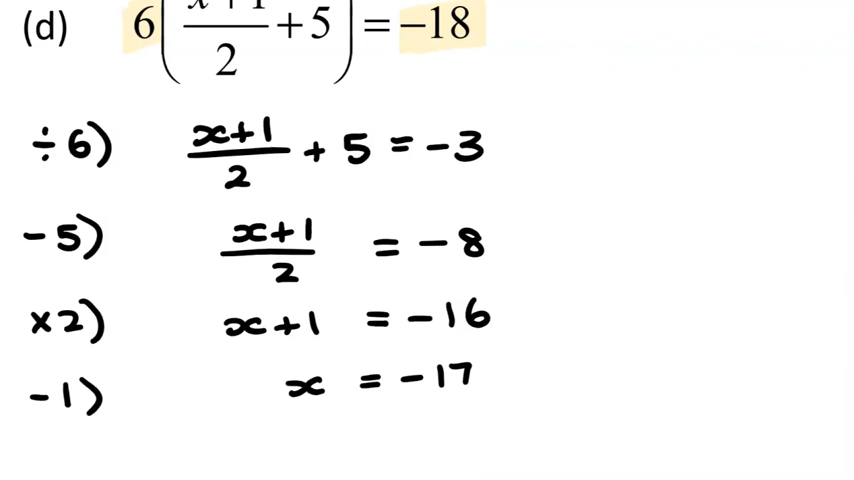 (d) 6(x+1/2 + 5) = −18
÷6) x+1/2 + 5 = −3
−5) x+1/2 = −8
×2) x+1 = −16
−1) x = −17